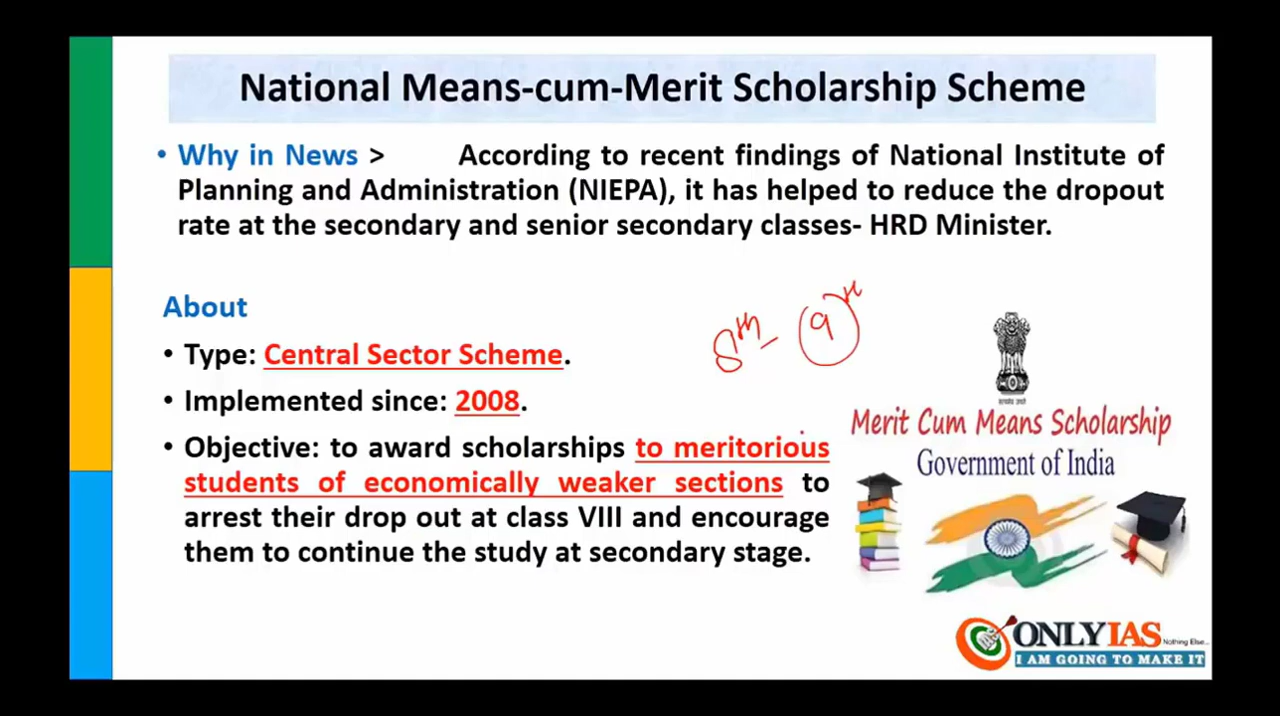 National Means-cum-Merit Scholarship Scheme
• Why in News > According to recent findings of National Institute of
Planning and Administration (NIEPA), it has helped to reduce the dropout
rate at the secondary and senior secondary classes- HRD Minister.
About
• Type: Central Sector Scheme.
• Implemented since: 2008.
• Objective: to award scholarships to meritorious
students of economically weaker sections to
arrest their drop out at class VIII and encourage
them to continue the study at secondary stage.
8th - 9th
Merit Cum Means Scholarship
Government of India
ONLYIAS
Nothing Else...
I AM GOING TO MAKE IT